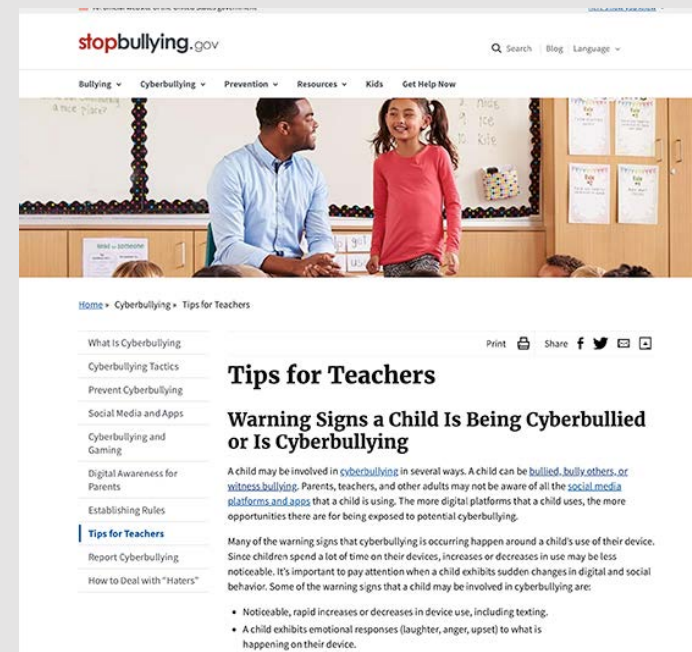 stopbullying.gov
Search Blog Language
Bullying Cyberbullying Prevention Resources Kids Get Help Now
Home » Cyberbullying » Tips for Teachers
What Is Cyberbullying
Cyberbullying Tactics
Prevent Cyberbullying
Social Media and Apps
Cyberbullying and
Gaming
Digital Awareness for
Parents
Establishing Rules
Tips for Teachers
Report Cyberbullying
How to Deal with "Haters"
Print Share
Tips for Teachers
Warning Signs a Child Is Being Cyberbullied
or Is Cyberbullying
A child may be involved in cyberbullying in several ways. A child can be bullied, bully others, or
witness bullying. Parents, teachers, and other adults may not be aware of all the social media
platforms and apps that a child is using. The more digital platforms that a child uses, the more
opportunities there are for being exposed to potential cyberbullying.
Many of the warning signs that cyberbullying is occurring happen around a child's use of their device.
Since children spend a lot of time on their devices, increases or decreases in use may be less
noticeable. It's important to pay attention when a child exhibits sudden changes in digital and social
behavior. Some of the warning signs that a child may be involved in cyberbullying are:
• Noticeable, rapid increases or decreases in device use, including texting.
• A child exhibits emotional responses (laughter, anger, upset) to what is
happening on their device.